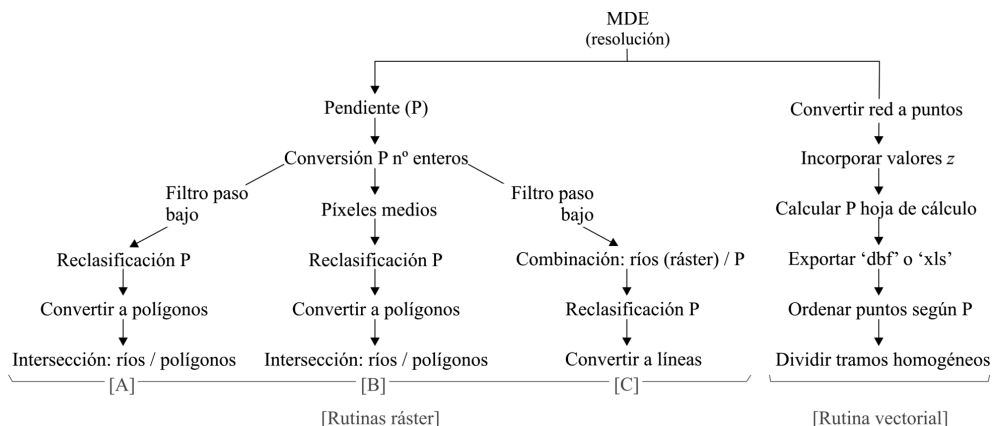 MDE
(resolución)
Pendiente (P)
Convertir red a puntos
Conversión P nº enteros
Incorporar valores z
Filtro paso
bajo
Píxeles medios
Filtro paso
bajo
Calcular P hoja de cálculo
Reclasificación P
Reclasificación P
Combinación: ríos (ráster) / P
Exportar ‘dbf’ o ‘xls’
Convertir a polígonos
Convertir a polígonos
Reclasificación P
Ordenar puntos según P
Intersección: ríos / polígonos
Intersección: ríos / polígonos
Convertir a líneas
Dividir tramos homogéneos
[A]
[B]
[C]
[Rutinas ráster]
[Rutina vectorial]